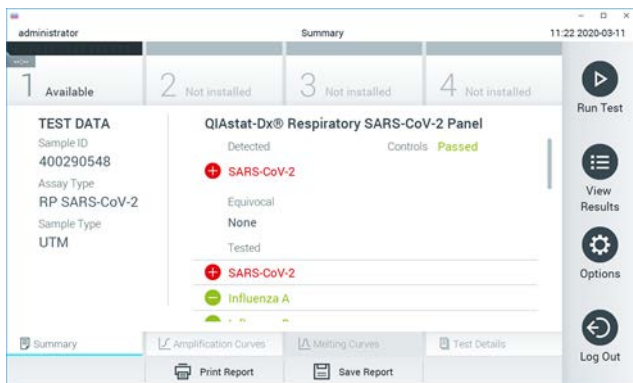 administrator Summary 11:22 2020-03-11
1 Available 2 Not installed 3 Not installed 4 Not installed
Run Test
TEST DATA
Sample ID
400290548
Assay Type
RP SARS-CoV-2
Sample Type
UTM
QIAstat-Dx® Respiratory SARS-CoV-2 Panel
Detected Controls Passed
SARS-CoV-2
Equivocal
None
Tested
SARS-CoV-2
Influenza A
View
Results
Options
Log Out
Summary Amplification Curves Melting Curves Test Details
Print Report Save Report